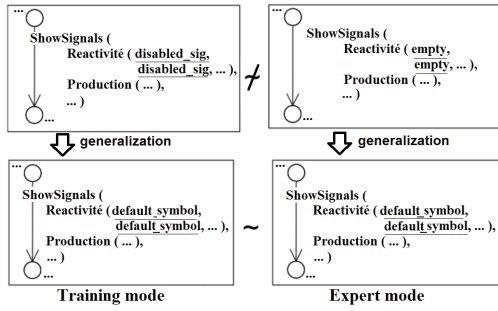 ...
ShowSignals (
Reactivité ( disabled_sig,
disabled_sig, ... ),
Production ( ... ),
... )
...
≁
...
ShowSignals (
Reactivité ( empty,
empty, ... ),
Production ( ... ),
... )
...
generalization
generalization
...
ShowSignals (
Reactivité ( default_symbol,
default_symbol, ... ),
Production ( ... ),
... )
...
~
...
ShowSignals (
Reactivité ( default_symbol,
default_symbol, ... ),
Production ( ... ),
... )
...
Training mode
Expert mode